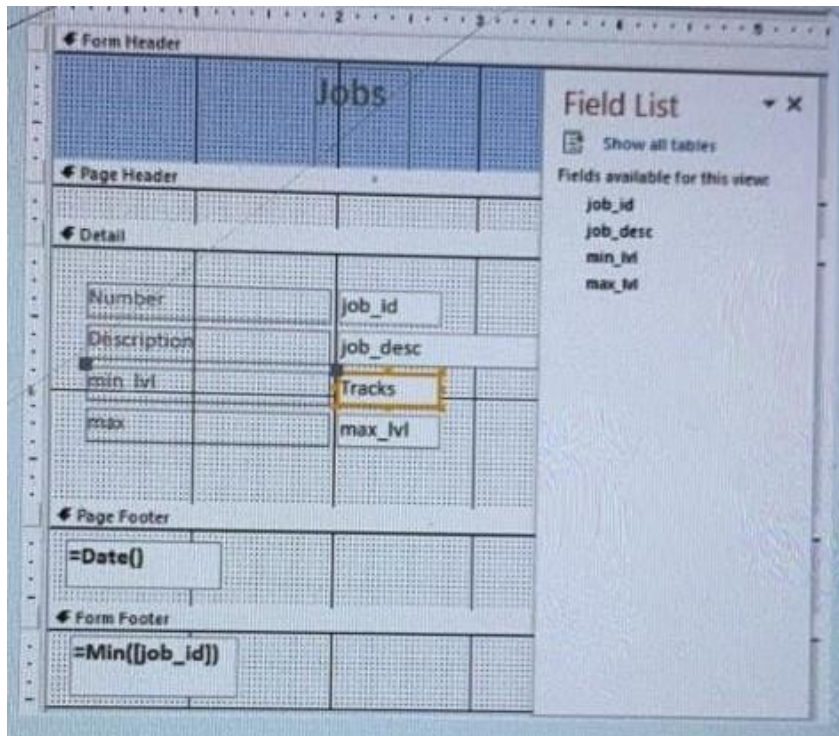 Form Header
Jobs
Page Header
Detail
Number job_id
Description job_desc
min_lvl Tracks
max max_lvl
Page Footer
=Date()
Form Footer
=Min([job_id])
Field List
Show all tables
Fields available for this view:
job_id
job_desc
min_lvl
max_lvl